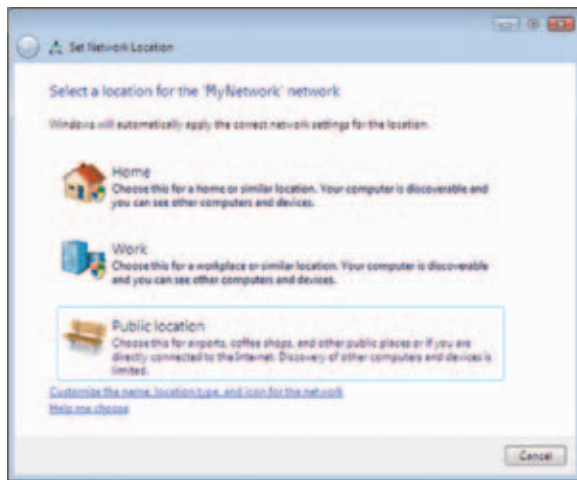 Set Network Location
Select a location for the 'MyNetwork' network
Windows will automatically apply the correct network settings for the location.
Home
Choose this for a home or similar location. Your computer is discoverable and
you can see other computers and devices.
Work
Choose this for a workplace or similar location. Your computer is discoverable
and you can see other computers and devices.
Public location
Choose this for airports, coffee shops, and other public places or if you are
directly connected to the Internet. Discovery of other computers and devices is
limited.
Customize the name, location type, and icon for the network
Help me choose
Cancel